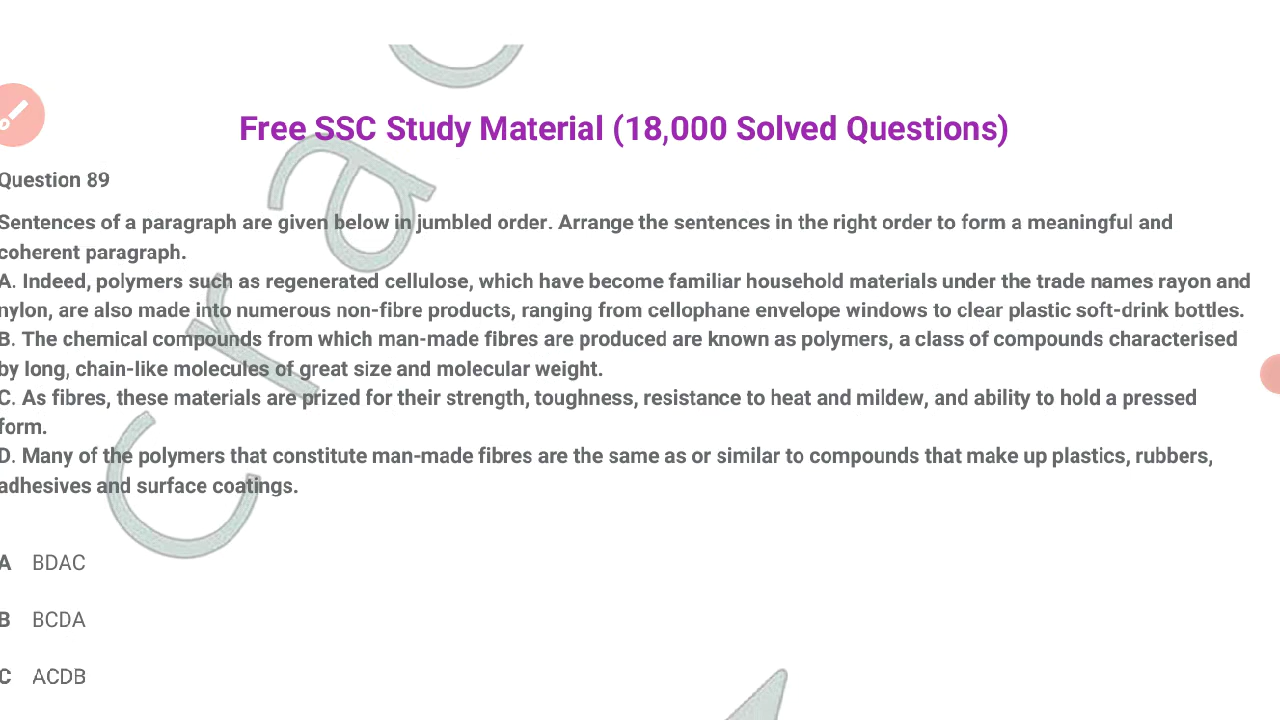 Free SSC Study Material (18,000 Solved Questions)
Question 89
Sentences of a paragraph are given below in jumbled order. Arrange the sentences in the right order to form a meaningful and
coherent paragraph.
A. Indeed, polymers such as regenerated cellulose, which have become familiar household materials under the trade names rayon and
nylon, are also made into numerous non-fibre products, ranging from cellophane envelope windows to clear plastic soft-drink bottles.
B. The chemical compounds from which man-made fibres are produced are known as polymers, a class of compounds characterised
by long, chain-like molecules of great size and molecular weight.
C. As fibres, these materials are prized for their strength, toughness, resistance to heat and mildew, and ability to hold a pressed
form.
D. Many of the polymers that constitute man-made fibres are the same as or similar to compounds that make up plastics, rubbers,
adhesives and surface coatings.
A BDAC
B BCDA
C ACDB